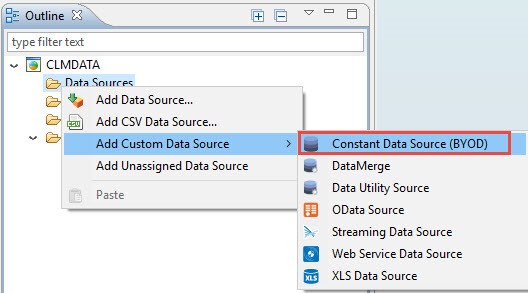 Outline
type filter text
CLMDATA
Data Sources
Add Data Source...
Add CSV Data Source...
Add Custom Data Source
Add Unassigned Data Source
Paste
Constant Data Source (BYOD)
DataMerge
Data Utility Source
OData Source
Streaming Data Source
Web Service Data Source
XLS Data Source